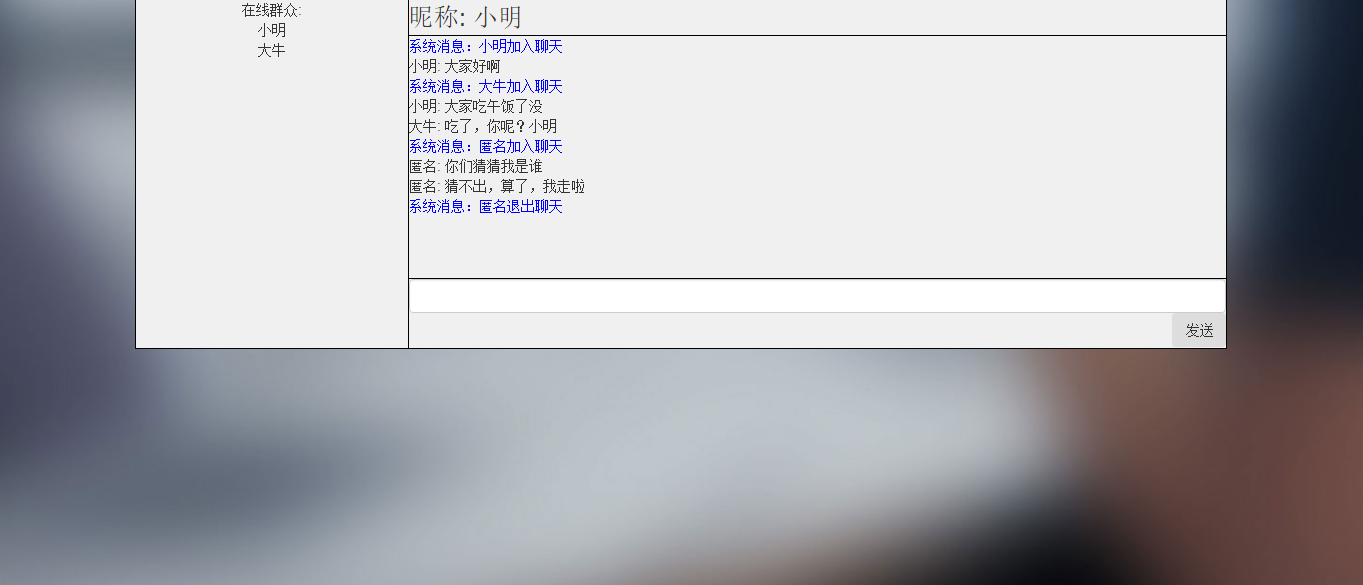 在线群众:
小明
大牛
昵称: 小明
系统消息：小明加入聊天
小明: 大家好啊
系统消息：大牛加入聊天
小明: 大家吃午饭了没
大牛: 吃了，你呢？小明
系统消息：匿名加入聊天
匿名: 你们猜猜我是谁
匿名: 猜不出，算了，我走啦
系统消息：匿名退出聊天
发送